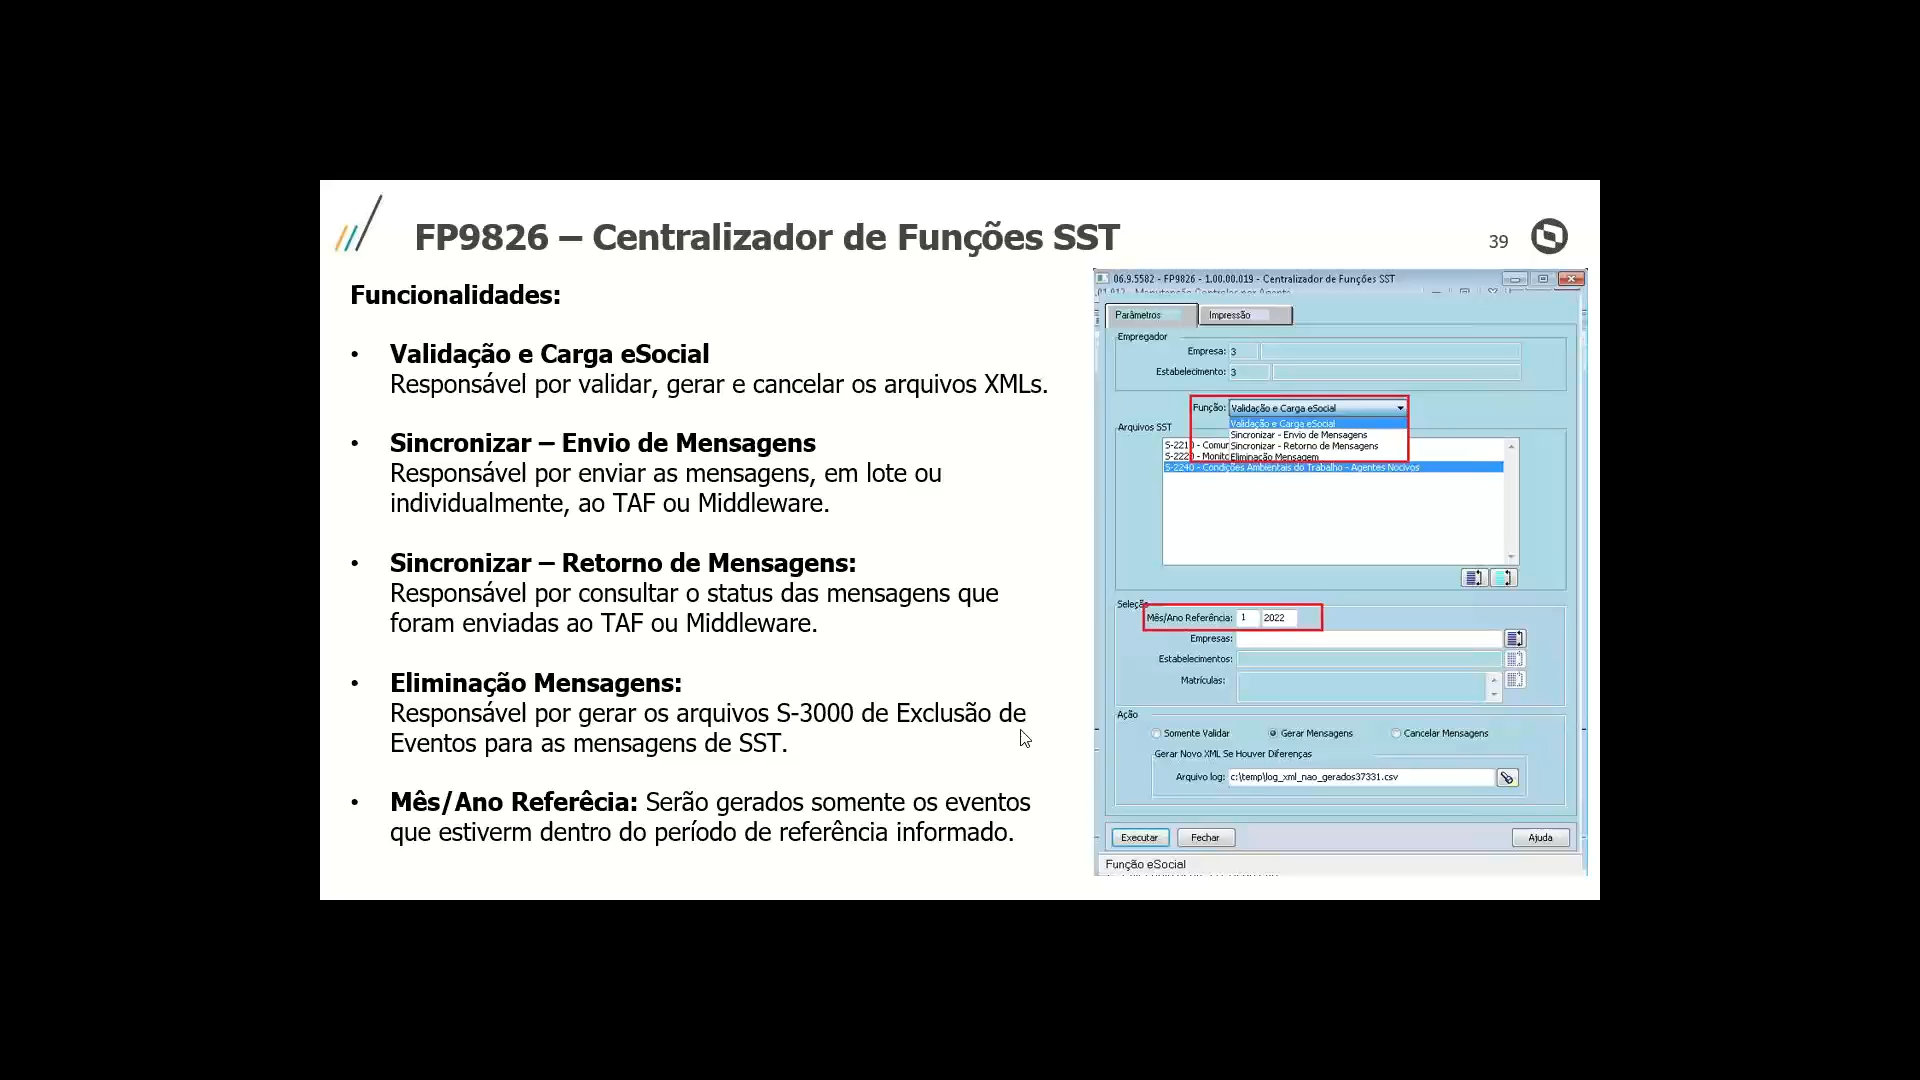 FP9826 – Centralizador de Funções SST
39
Funcionalidades:
• Validação e Carga eSocial
Responsável por validar, gerar e cancelar os arquivos XMLs.
• Sincronizar – Envio de Mensagens
Responsável por enviar as mensagens, em lote ou
individualmente, ao TAF ou Middleware.
• Sincronizar – Retorno de Mensagens:
Responsável por consultar o status das mensagens que
foram enviadas ao TAF ou Middleware.
• Eliminação Mensagens:
Responsável por gerar os arquivos S-3000 de Exclusão de
Eventos para as mensagens de SST.
• Mês/Ano Referêcia: Serão gerados somente os eventos
que estiverm dentro do período de referência informado.
06.9.5582 - FP9826 - 1.00.00.019 - Centralizador de Funções SST
Parâmetros Impressão
Empregador
Empresa: 3
Estabelecimento: 3
Função: Validação e Carga eSocial
Validação e Carga eSocial
Arquivos SST
Sincronizar - Envio de Mensagens
S-2210 - Comur Sincronizar - Retorno de Mensagens
S-2220 - Monito Eliminação Mensagem
S-2240 - Condições Ambientais do Trabalho - Agentes Nocivos
Seleção
Mês/Ano Referência: 1 2022
Empresas:
Estabelecimentos:
Matrículas:
Ação
Somente Validar Gerar Mensagens Cancelar Mensagens
Gerar Novo XML Se Houver Diferenças
Arquivo log: c:\temp\log_xml_nao_gerados37331.csv
Executar Fechar Ajuda
Função eSocial